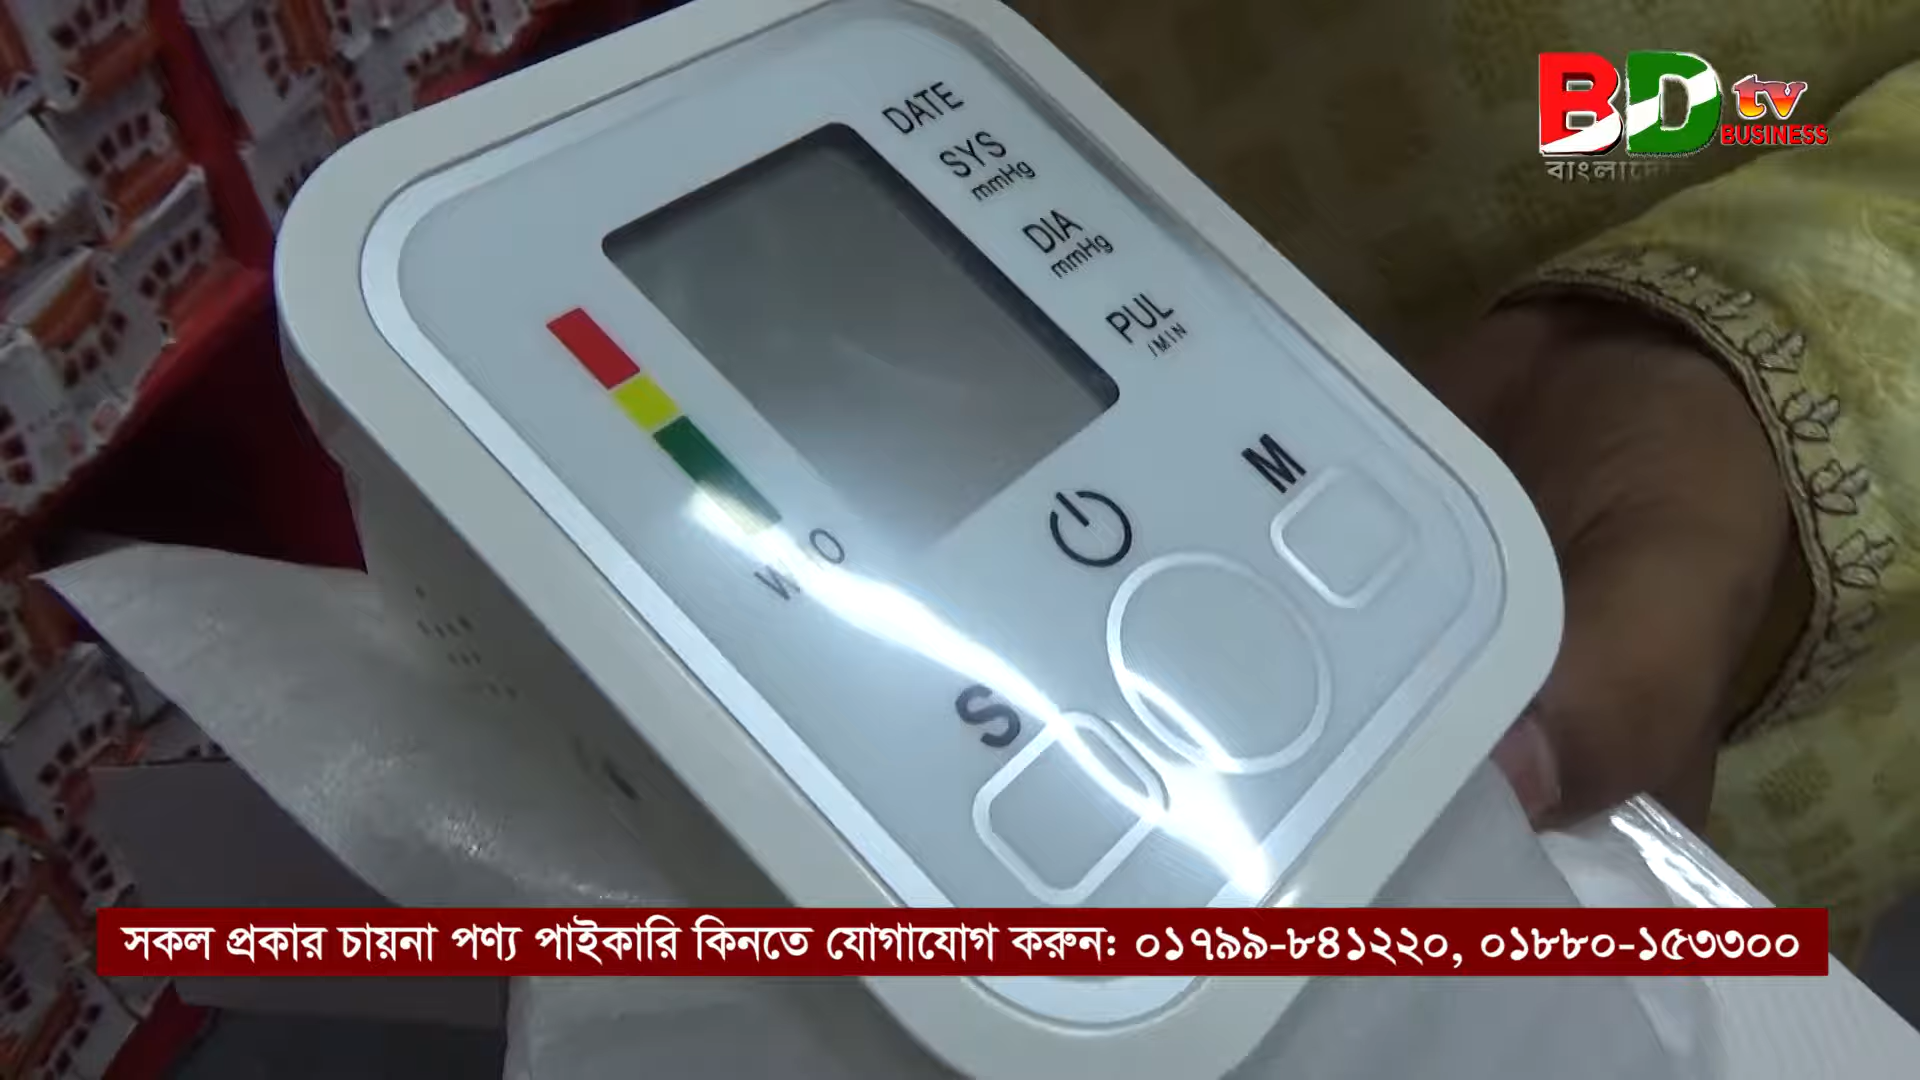 BD tv
BUSINESS
DATE
SYS
mmHg
DIA
mmHg
PUL
/MIN
M
S
সকল প্রকার চায়না পণ্য পাইকারি কিনতে যোগাযোগ করুন: ০১৭৯৯-৮৪১২২০, ০১৮৮০-১৫৩৩০০